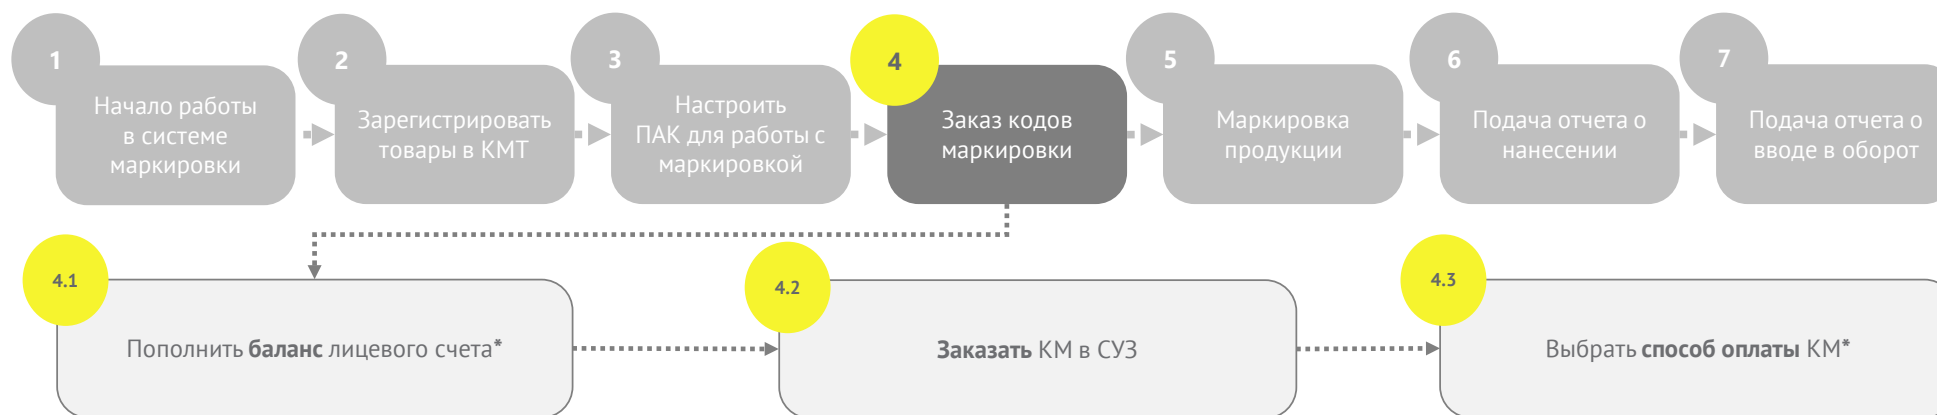 1
Начало работы
в системе
маркировки
2
Зарегистрировать
товары в КМТ
3
Настроить
ПАК для работы с
маркировкой
4
Заказ кодов
маркировки
5
Маркировка
продукции
6
Подача отчета о
нанесении
7
Подача отчета о
вводе в оборот
4.1
Пополнить баланс лицевого счета*
4.2
Заказать КМ в СУЗ
4.3
Выбрать способ оплаты КМ*